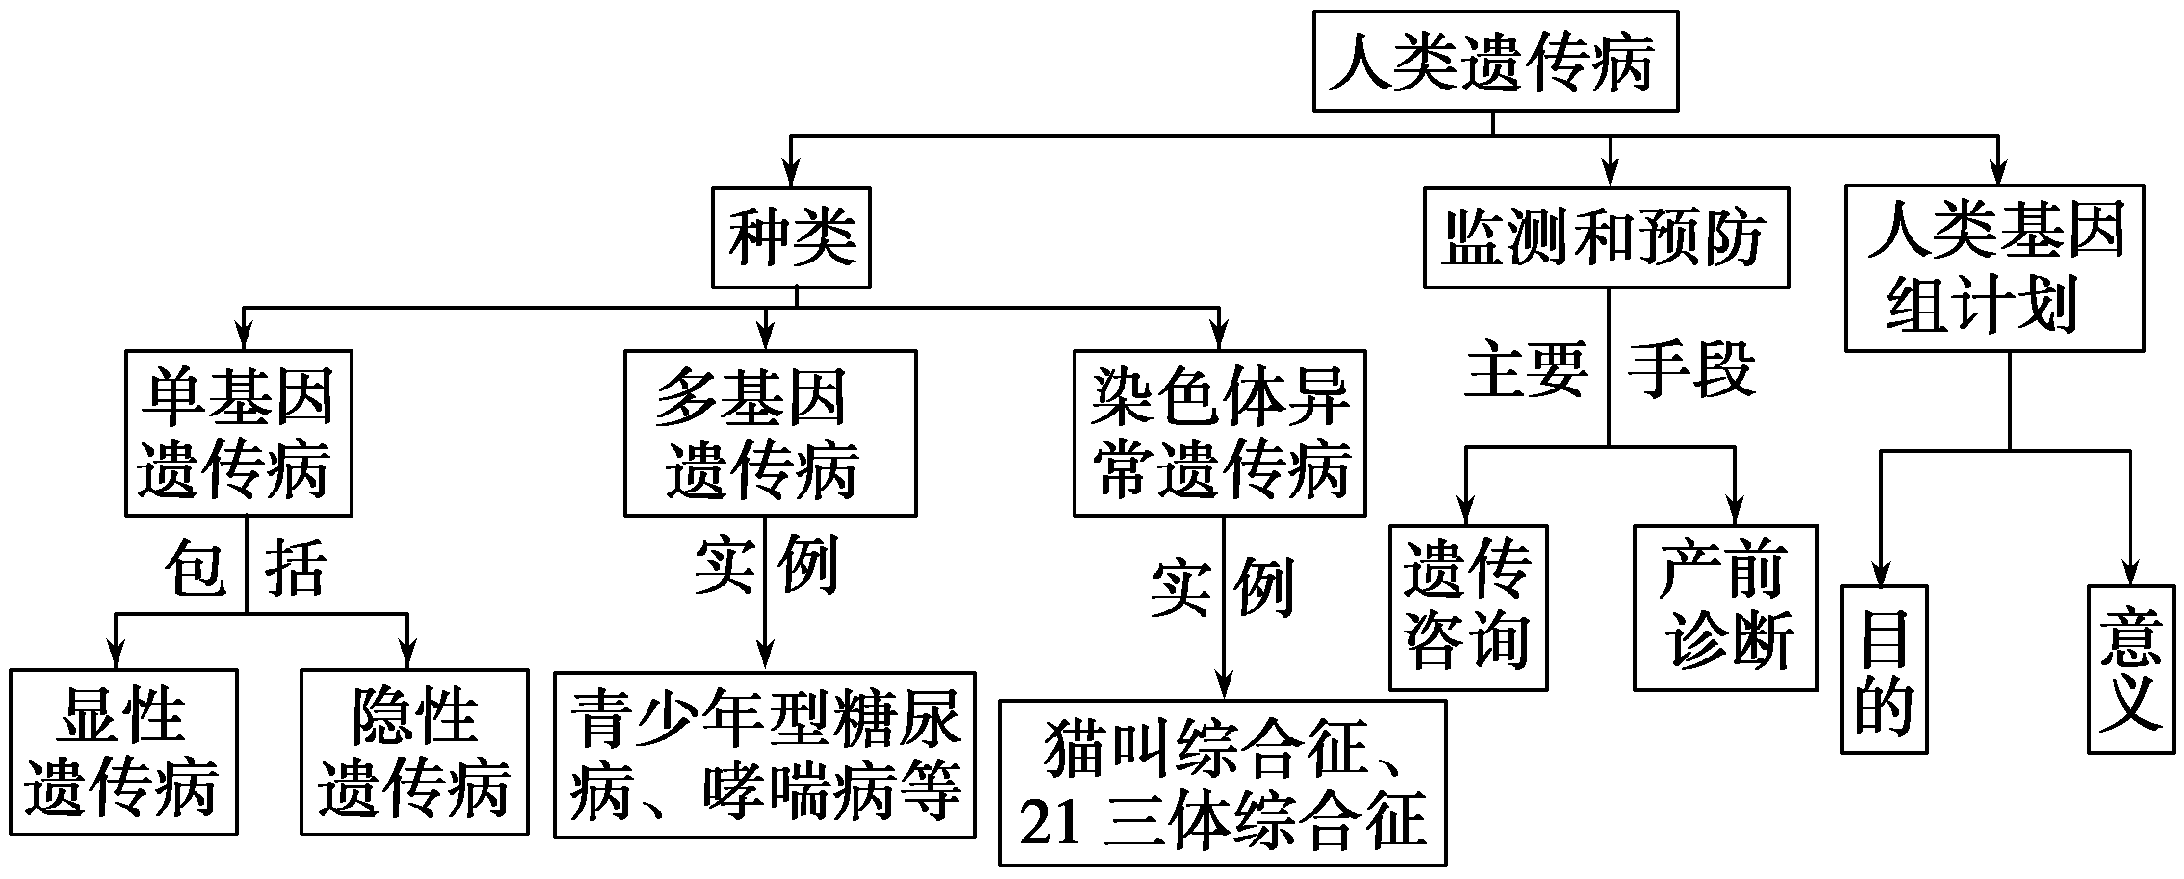 人类遗传病
种类
监测和预防
人类基因
组计划
单基因
遗传病
多基因
遗传病
染色体异
常遗传病
主要 手段
包 括
实 例
实 例
遗传
咨询
产前
诊断
目
的
意
义
显性
遗传病
隐性
遗传病
青少年型糖尿
病、哮喘病等
猫叫综合征、
21 三体综合征